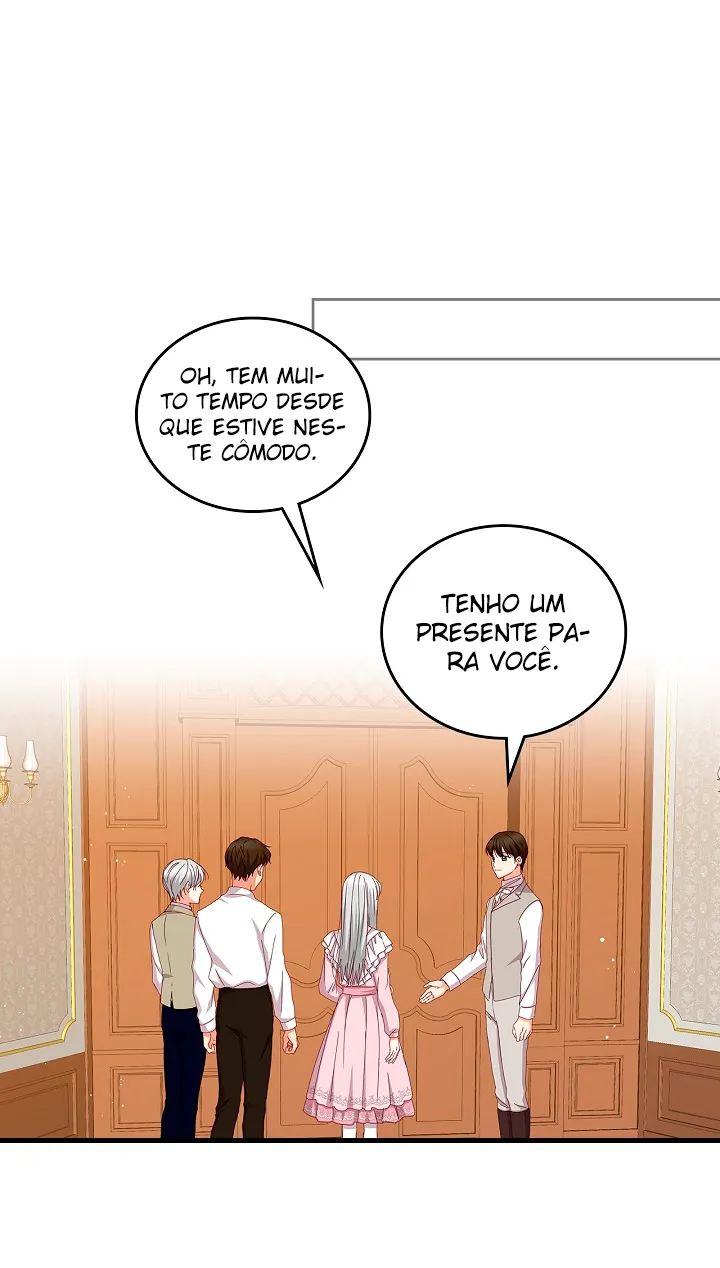 OH, TEM MUI-
TO TEMPO DESDE
QUE ESTIVE NES-
TE CÔMODO.
TENHO UM
PRESENTE PA-
RA VOCÊ.